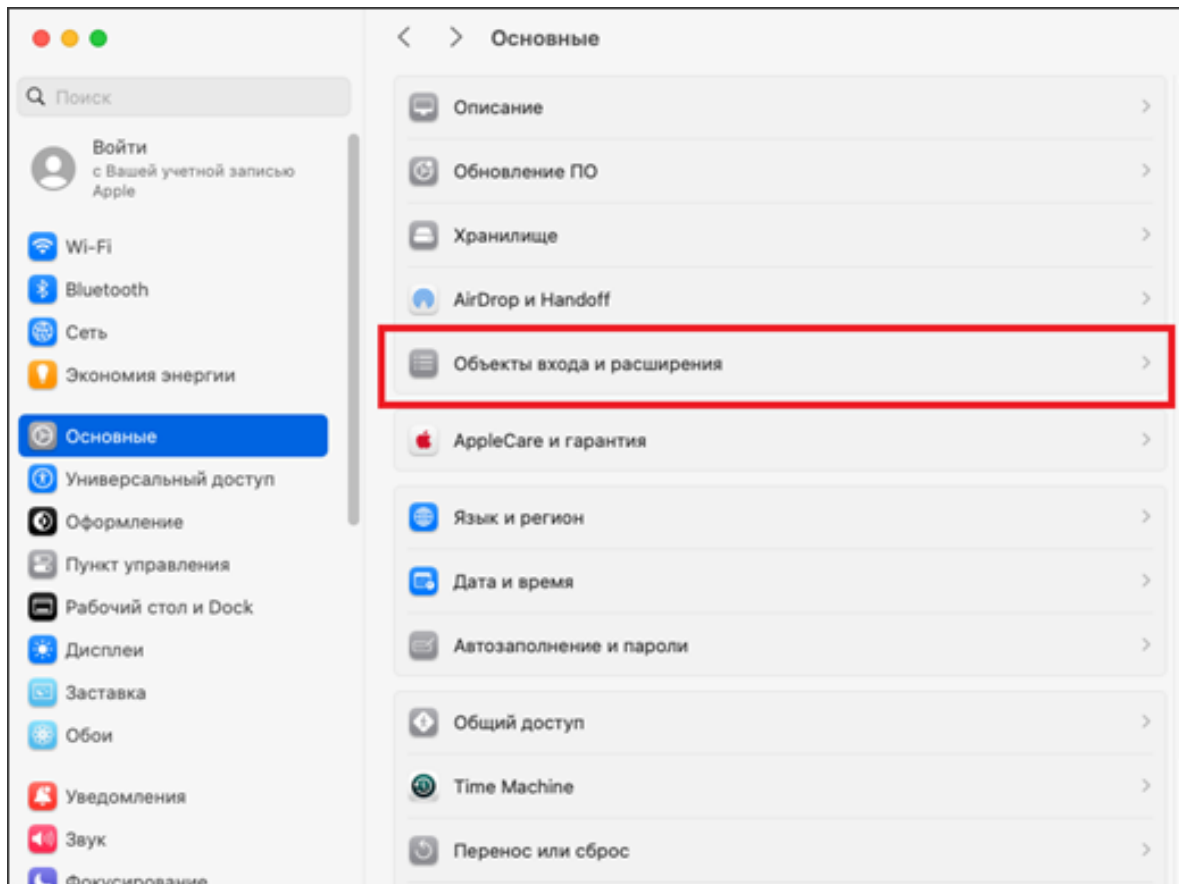 Поиск
Войти
с Вашей учетной записью
Apple
Wi-Fi
Bluetooth
Сеть
Экономия энергии
Основные
Универсальный доступ
Оформление
Пункт управления
Рабочий стол и Dock
Дисплеи
Заставка
Обои
Уведомления
Звук
Фокусирование
Основные
Описание
Обновление ПО
Хранилище
AirDrop и Handoff
Объекты входа и расширения
AppleCare и гарантия
Язык и регион
Дата и время
Автозаполнение и пароли
Общий доступ
Time Machine
Перенос или сброс